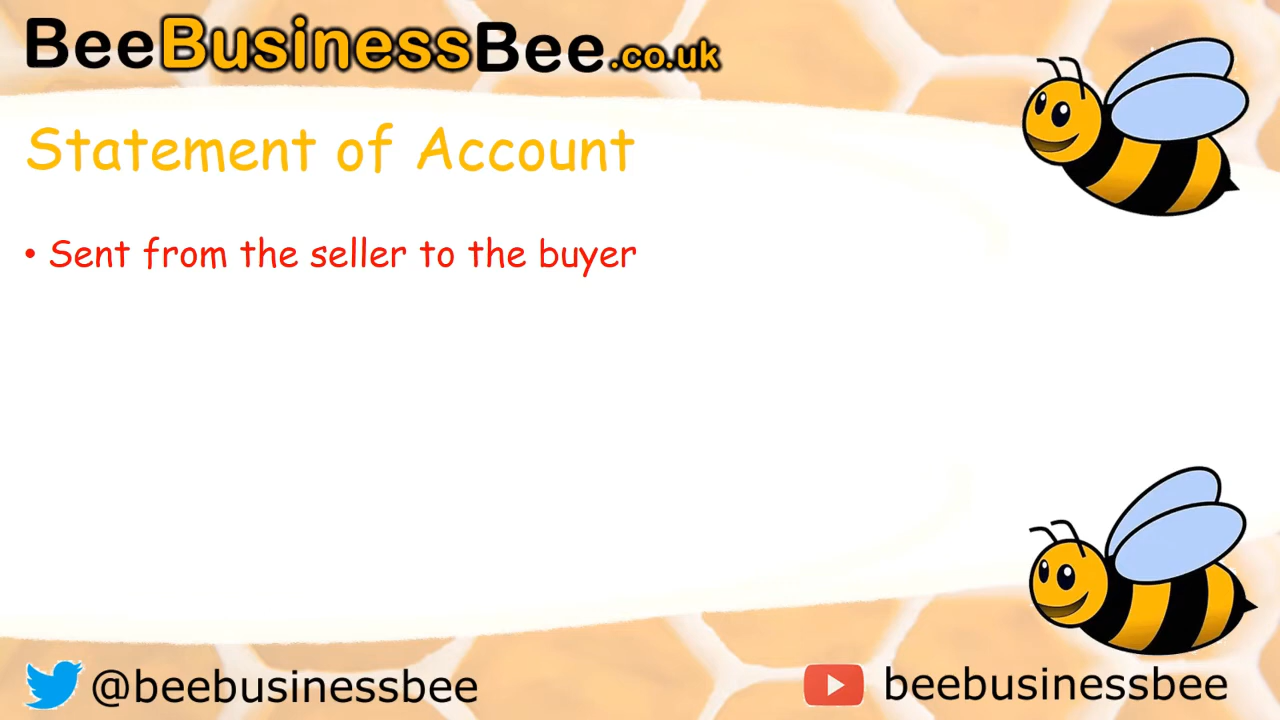 BeeBusinessBee.co.uk
Statement of Account
• Sent from the seller to the buyer
@beebusinessbee
beebusinessbee